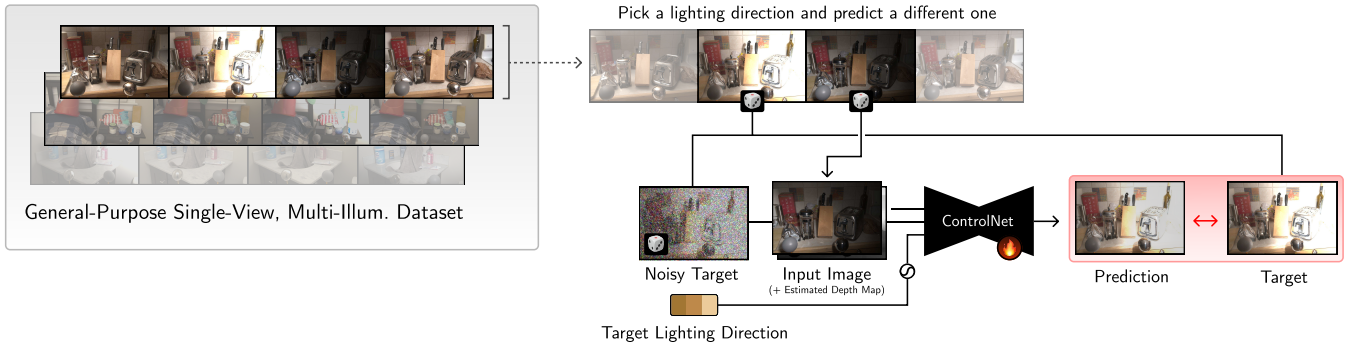 Pick a lighting direction and predict a different one
General-Purpose Single-View, Multi-Illum. Dataset
ControlNet
Noisy Target
Input Image
(+ Estimated Depth Map)
Prediction
Target
Target Lighting Direction